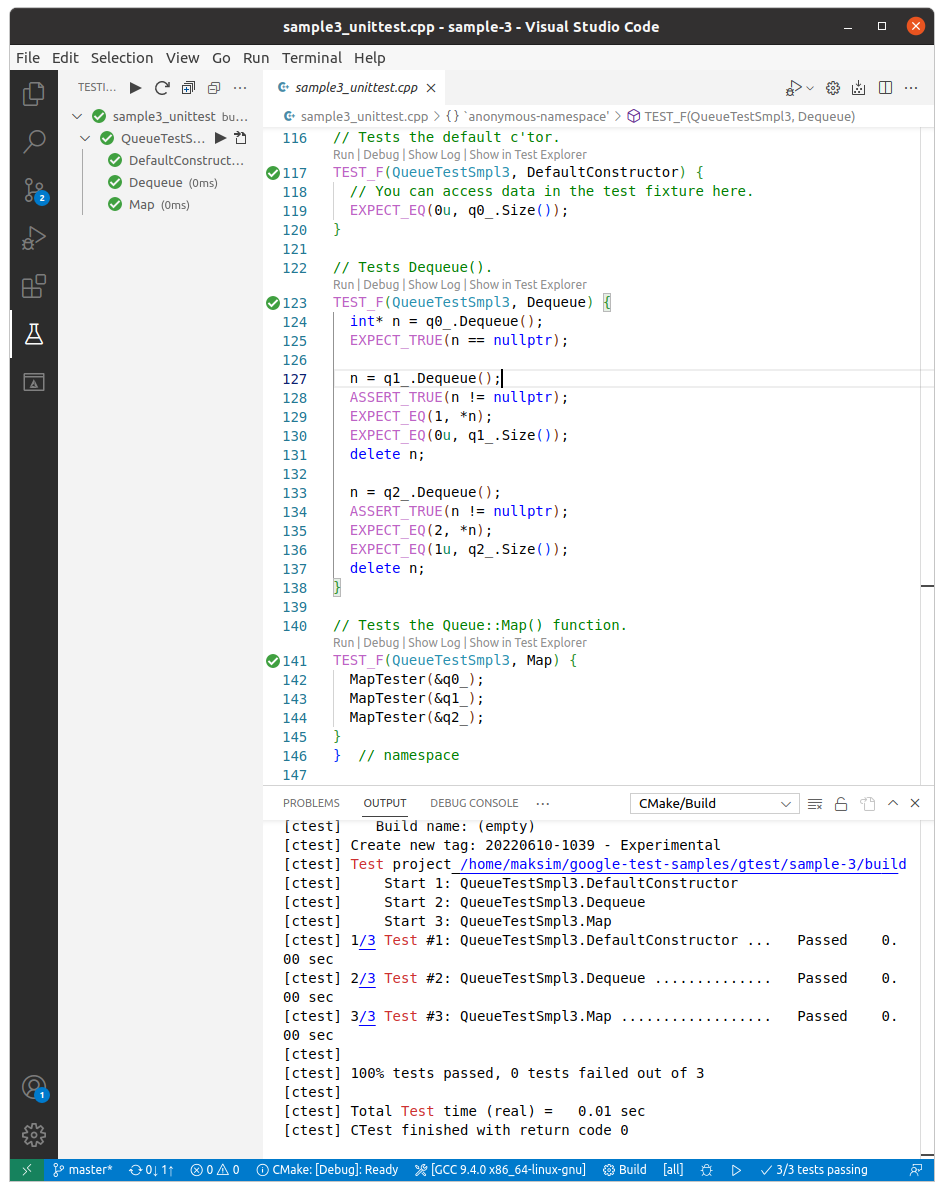 sample3_unittest.cpp - sample-3 - Visual Studio Code
File Edit Selection View Go Run Terminal Help
TESTI...
sample3_unittest bu...
QueueTestS...
DefaultConstruct...
Dequeue (0ms)
Map (0ms)
2
1
sample3_unittest.cpp
sample3_unittest.cpp > {} `anonymous-namespace' > TEST_F(QueueTestSmpl3, Dequeue)
116 // Tests the default c'tor.
Run | Debug | Show Log | Show in Test Explorer
117 TEST_F(QueueTestSmpl3, DefaultConstructor) {
118 // You can access data in the test fixture here.
119 EXPECT_EQ(0u, q0_.Size());
120 }
121
122 // Tests Dequeue().
Run | Debug | Show Log | Show in Test Explorer
123 TEST_F(QueueTestSmpl3, Dequeue) {
124 int* n = q0_.Dequeue();
125 EXPECT_TRUE(n == nullptr);
126
127 n = q1_.Dequeue();
128 ASSERT_TRUE(n != nullptr);
129 EXPECT_EQ(1, *n);
130 EXPECT_EQ(0u, q1_.Size());
131 delete n;
132
133 n = q2_.Dequeue();
134 ASSERT_TRUE(n != nullptr);
135 EXPECT_EQ(2, *n);
136 EXPECT_EQ(1u, q2_.Size());
137 delete n;
138 }
139
140 // Tests the Queue::Map() function.
Run | Debug | Show Log | Show in Test Explorer
141 TEST_F(QueueTestSmpl3, Map) {
142 MapTester(&q0_);
143 MapTester(&q1_);
144 MapTester(&q2_);
145 }
146 } // namespace
147
PROBLEMS OUTPUT DEBUG CONSOLE ... CMake/Build
[ctest] Build name: (empty)
[ctest] Create new tag: 20220610-1039 - Experimental
[ctest] Test project /home/maksim/google-test-samples/gtest/sample-3/build
[ctest] Start 1: QueueTestSmpl3.DefaultConstructor
[ctest] Start 2: QueueTestSmpl3.Dequeue
[ctest] Start 3: QueueTestSmpl3.Map
[ctest] 1/3 Test #1: QueueTestSmpl3.DefaultConstructor ... Passed 0.
00 sec
[ctest] 2/3 Test #2: QueueTestSmpl3.Dequeue .............. Passed 0.
00 sec
[ctest] 3/3 Test #3: QueueTestSmpl3.Map .................. Passed 0.
00 sec
[ctest]
[ctest] 100% tests passed, 0 tests failed out of 3
[ctest]
[ctest] Total Test time (real) = 0.01 sec
[ctest] CTest finished with return code 0
master* 0↓ 1↑ 0 0 CMake: [Debug]: Ready [GCC 9.4.0 x86_64-linux-gnu] Build [all] 3/3 tests passing